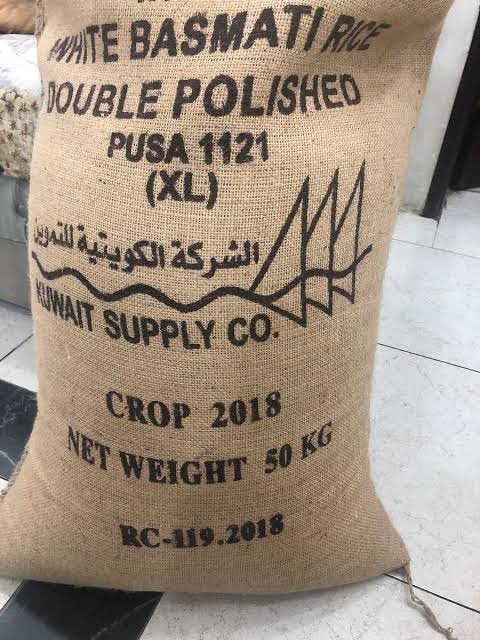 WHITE BASMATI RICE
DOUBLE POLISHED
PUSA 1121
(XL)
الشركة الكويتية للتموين
KUWAIT SUPPLY CO.
CROP 2018
NET WEIGHT 50 KG
RC-119.2018